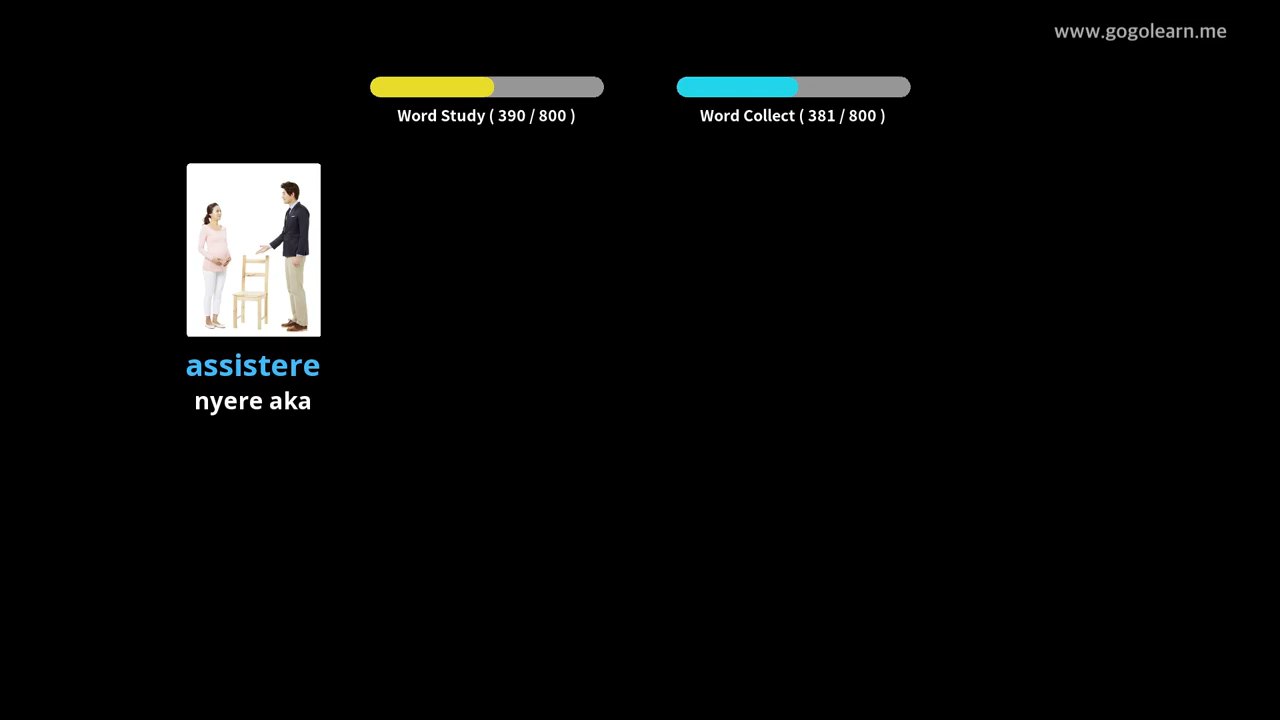 www.gogolearn.me
Word Study ( 390 / 800 )
Word Collect ( 381 / 800 )
assistere
nyere aka